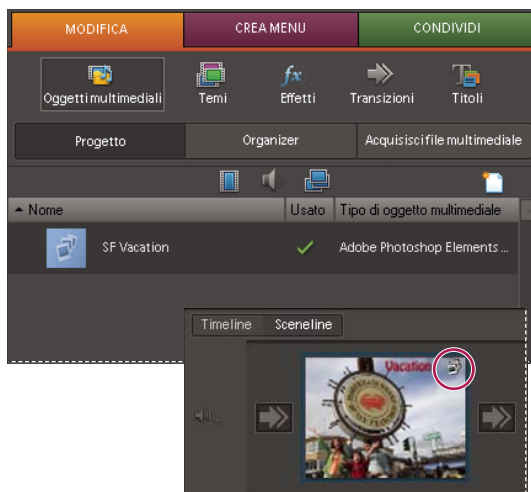 MODIFICA CREA MENU CONDIVIDI
Oggetti multimediali Temi Effetti Transizioni Titoli
Progetto Organizer Acquisisci file multimediale
Nome Usato Tipo di oggetto multimediale
SF Vacation Adobe Photoshop Elements ...
Timeline Sceneline
Vacation